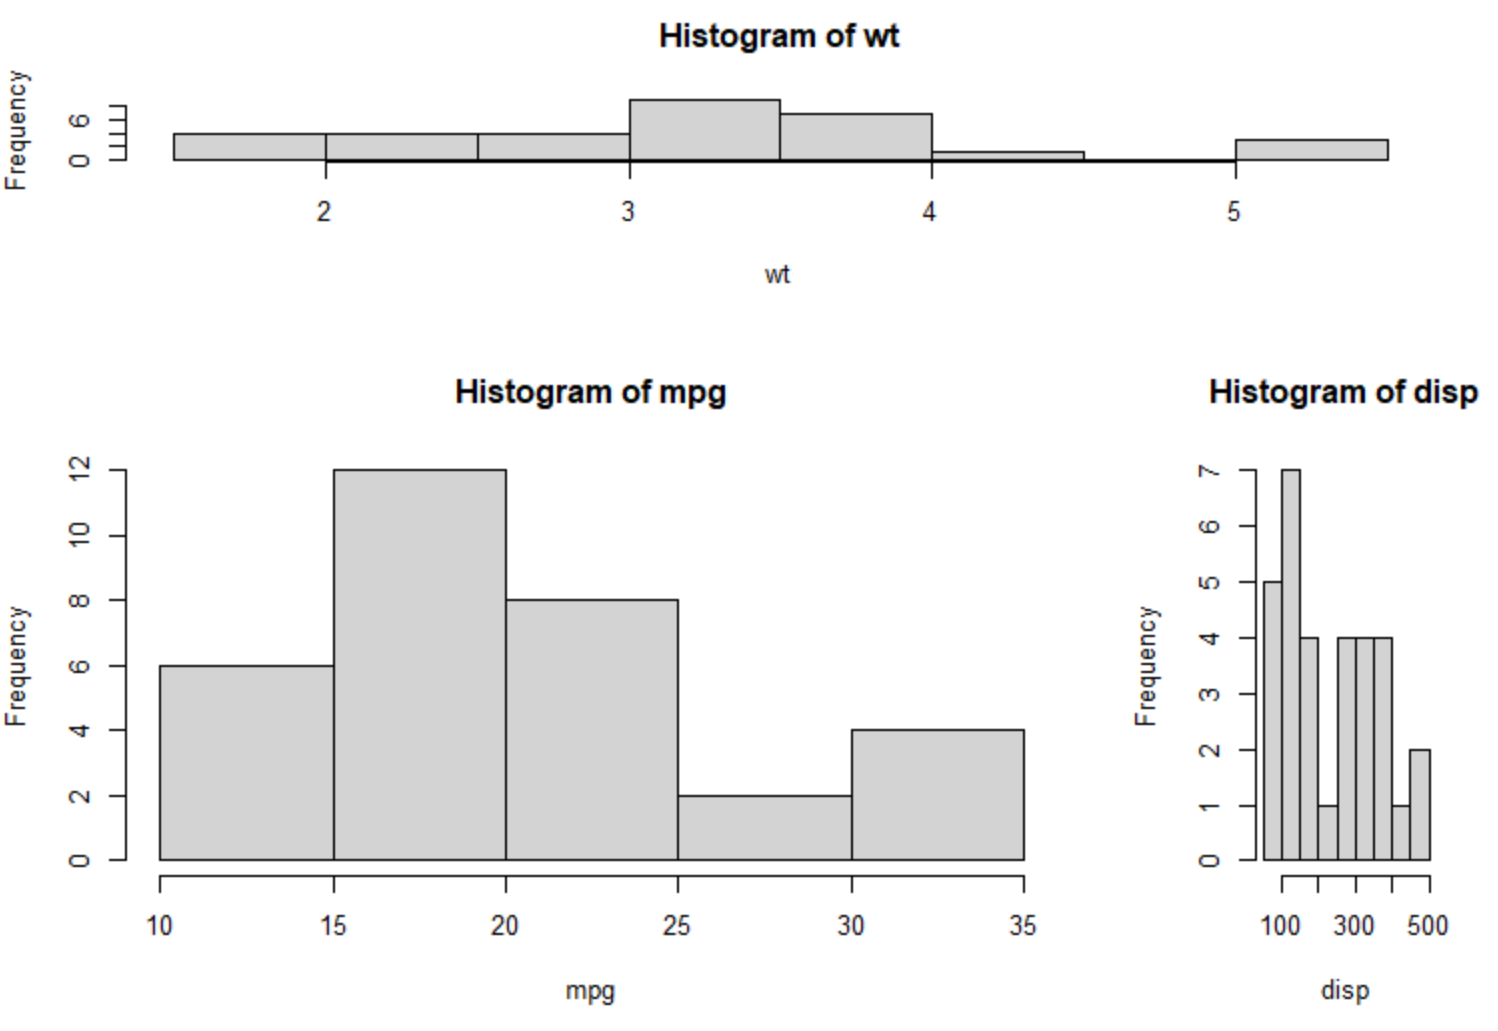 Histogram of wt
Frequency
6
0
2 3 4 5
wt
Histogram of mpg
Frequency
12
10
8
6
4
2
0
10 15 20 25 30 35
mpg
Histogram of disp
Frequency
7
6
5
4
3
2
1
0
100 300 500
disp